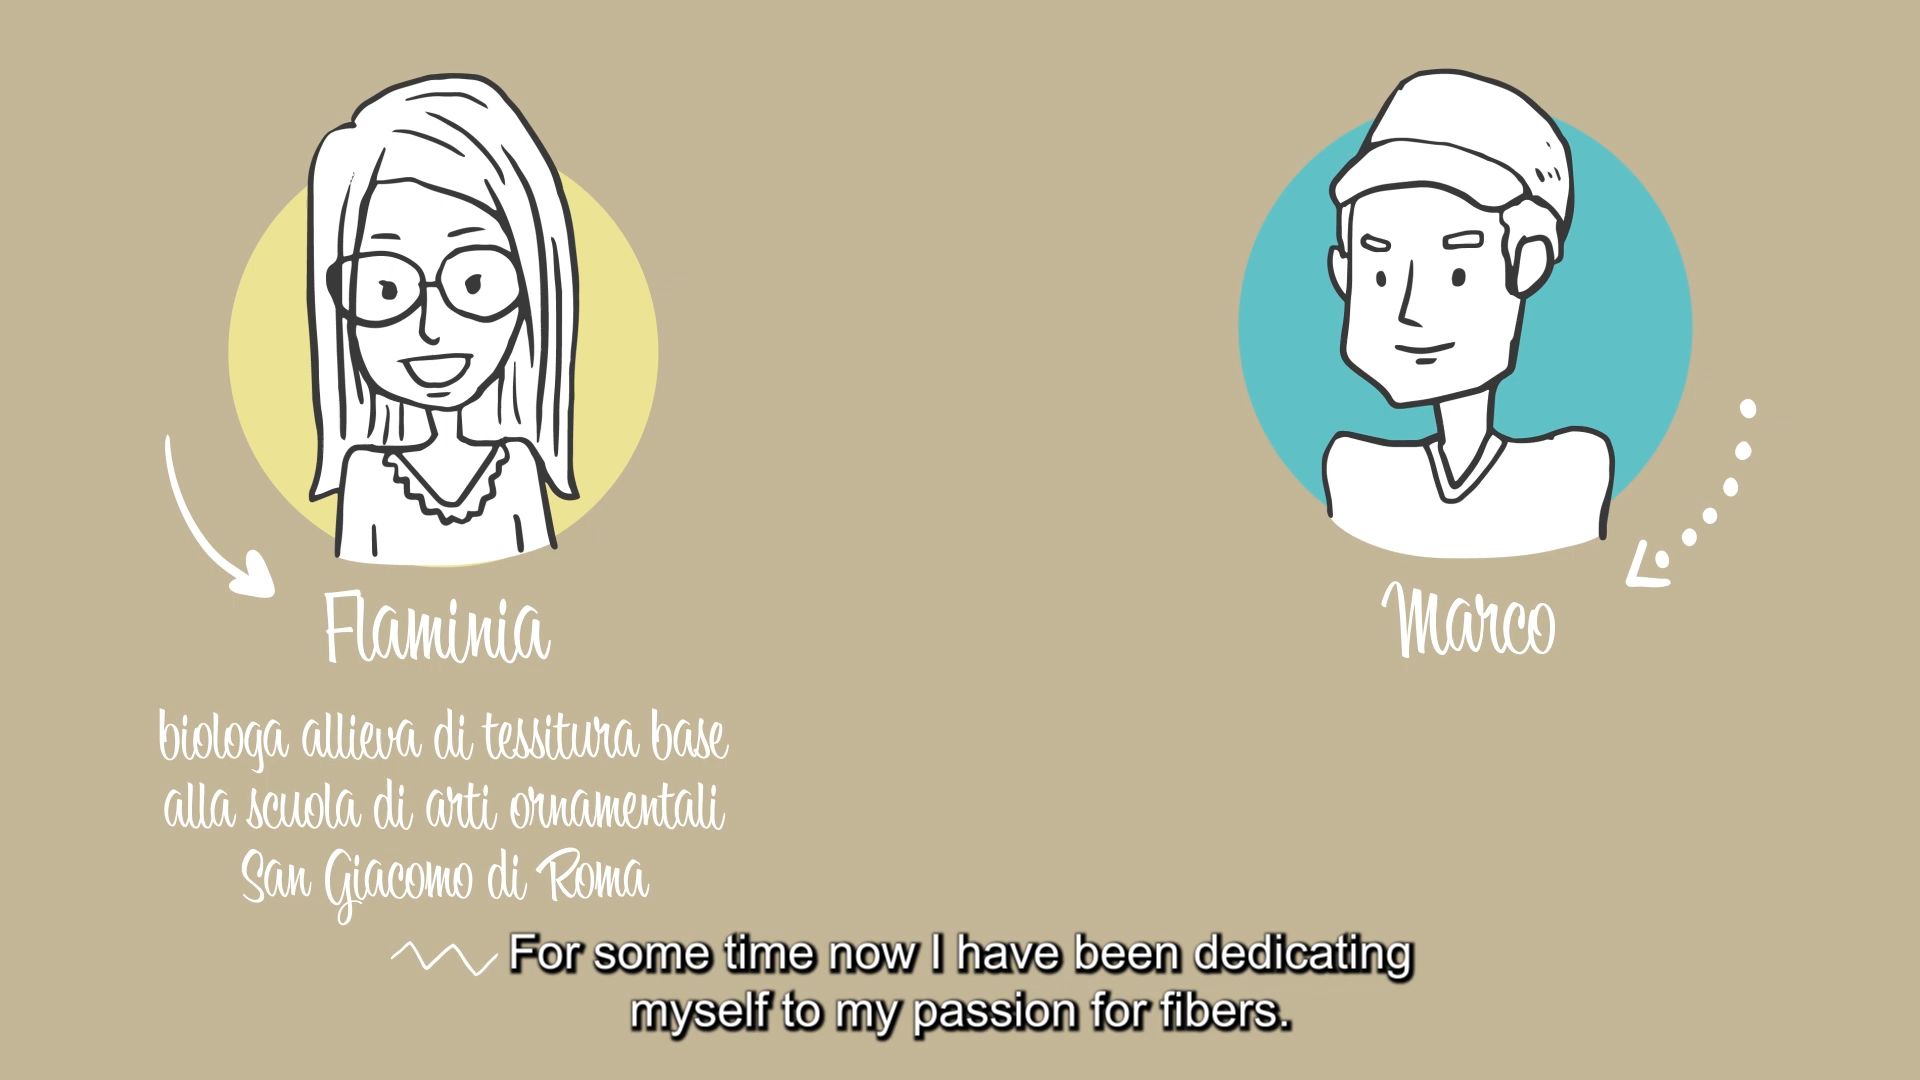 Flaminia
biologa allieva di tessitura base
alla scuola di arti ornamentali
San Giacomo di Roma
Marco
For some time now I have been dedicating
myself to my passion for fibers.